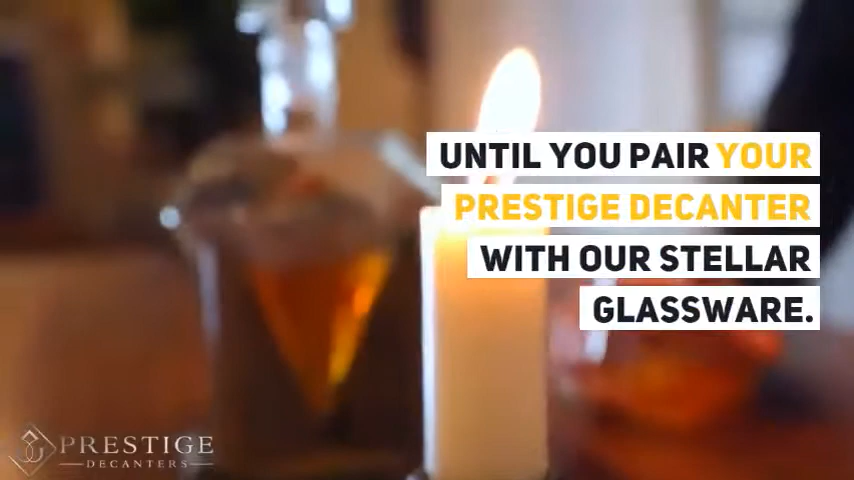 UNTIL YOU PAIR YOUR
PRESTIGE DECANTER
WITH OUR STELLAR
GLASSWARE.
PRESTIGE
DECANTERS